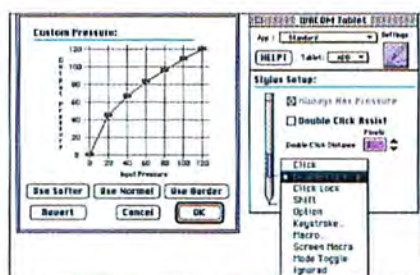 Custom Pressure:
Output Pressure
120
100
80
60
40
20
0
0 20 40 60 80 100 120
Input Pressure
Use Softer Use Normal Use Harder
Revert Cancel OK
WACOM Tablet
App : Standard Settings
HELP! Tablet: ADB
Stylus Setup:
Always Max Pressure
Double Click Assist
Pixels
Double Click Distance
Click
Click Lock
Shift
Option
Keystroke...
Macro...
Screen Macro
Mode Toggle
Ignored